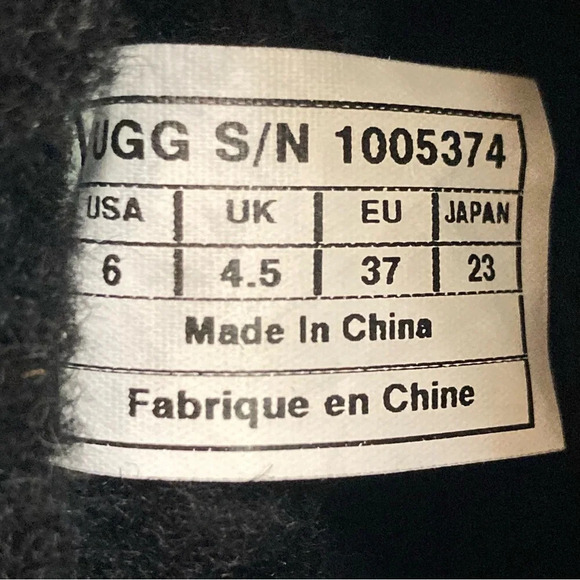 UGG S/N 1005374
USA UK EU JAPAN
6 4.5 37 23
Made In China
Fabrique en Chine